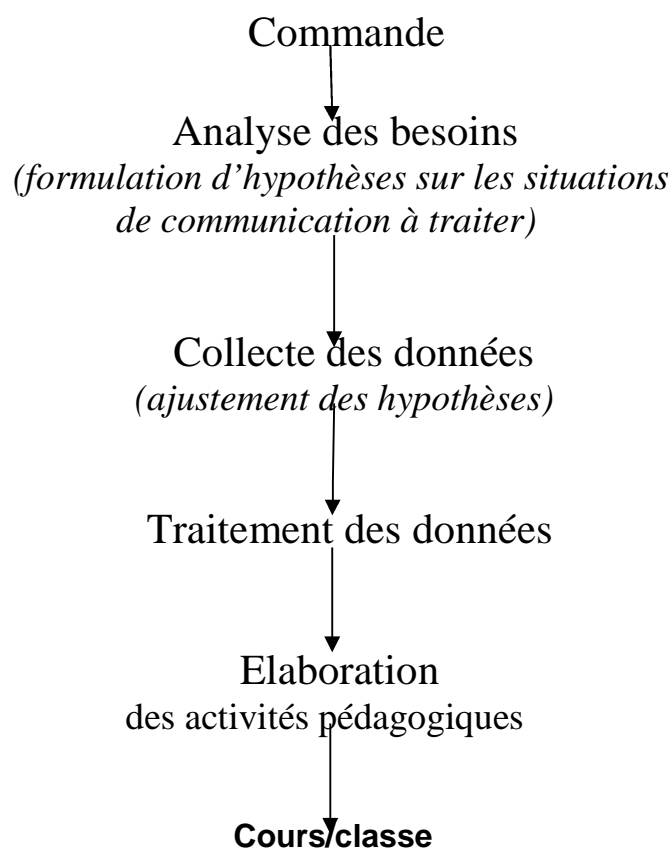 Commande
Analyse des besoins
(formulation d'hypothèses sur les situations
de communication à traiter)
Collecte des données
(ajustement des hypothèses)
Traitement des données
Elaboration
des activités pédagogiques
Cours/classe